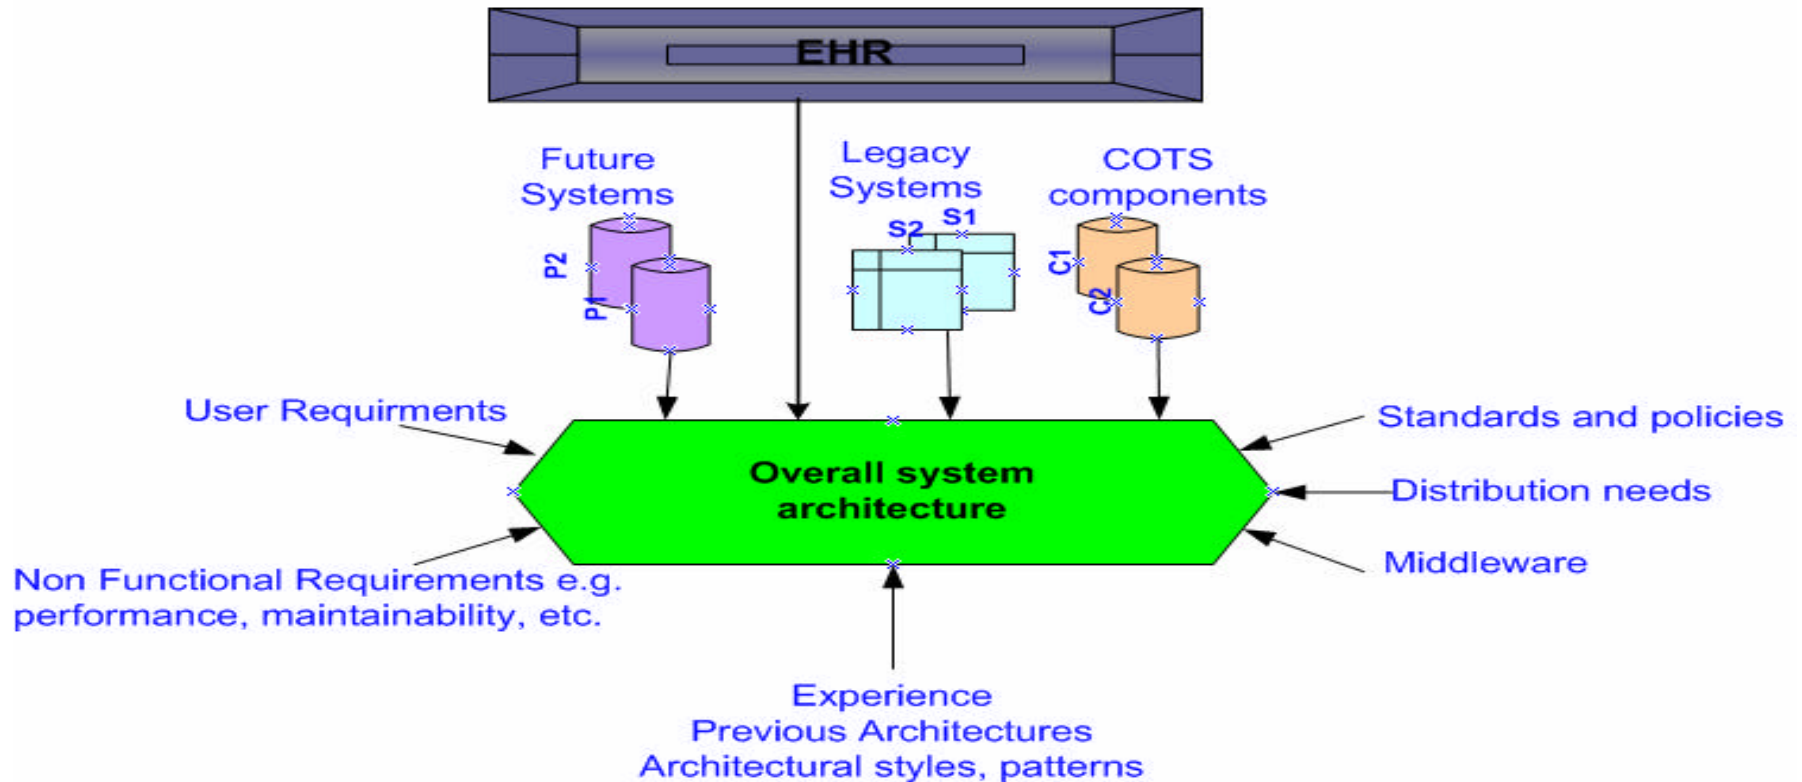 EHR
Future
Systems
Legacy
Systems
COTS
components
P2
P1
S2
S1
C1
C2
User Requirments
Standards and policies
Overall system
architecture
Distribution needs
Non Functional Requirements e.g.
performance, maintainability, etc.
Middleware
Experience
Previous Architectures
Architectural styles, patterns